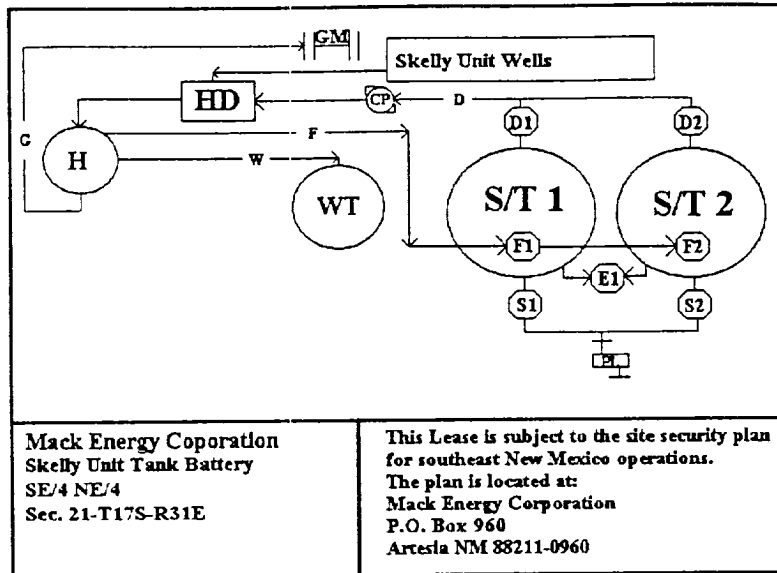 GM
Skelly Unit Wells
HD
CP
D
D1
D2
G
H
F
W
WT
S/T 1
S/T 2
F1
F2
E1
S1
S2
PL
Mack Energy Coporation
Skelly Unit Tank Battery
SE/4 NE/4
Sec. 21-T17S-R31E
This Lease is subject to the site security plan
for southeast New Mexico operations.
The plan is located at:
Mack Energy Corporation
P.O. Box 960
Artesia NM 88211-0960